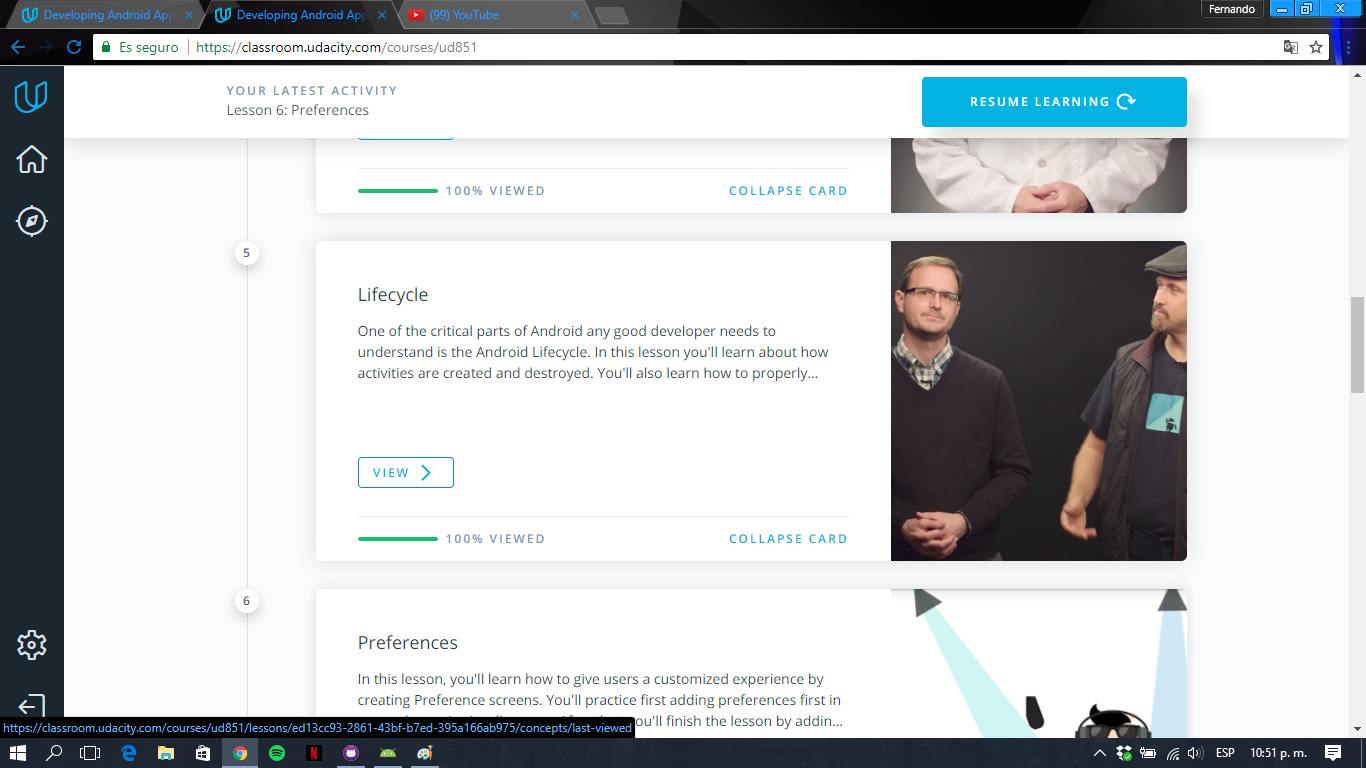 Developing Android App
Developing Android App
(99) YouTube
Fernando
Es seguro
https://classroom.udacity.com/courses/ud851
YOUR LATEST ACTIVITY
Lesson 6: Preferences
RESUME LEARNING
100% VIEWED
COLLAPSE CARD
5
Lifecycle
One of the critical parts of Android any good developer needs to
understand is the Android Lifecycle. In this lesson you'll learn about how
activities are created and destroyed. You'll also learn how to properly...
VIEW
100% VIEWED
COLLAPSE CARD
6
Preferences
In this lesson, you'll learn how to give users a customized experience by
creating Preference screens. You'll practice first adding preferences first in
you'll finish the lesson by addin...
https://classroom.udacity.com/courses/ud851/lessons/ed13cc93-2861-43bf-b7ed-395a166ab975/concepts/last-viewed
ESP
10:51 p. m.